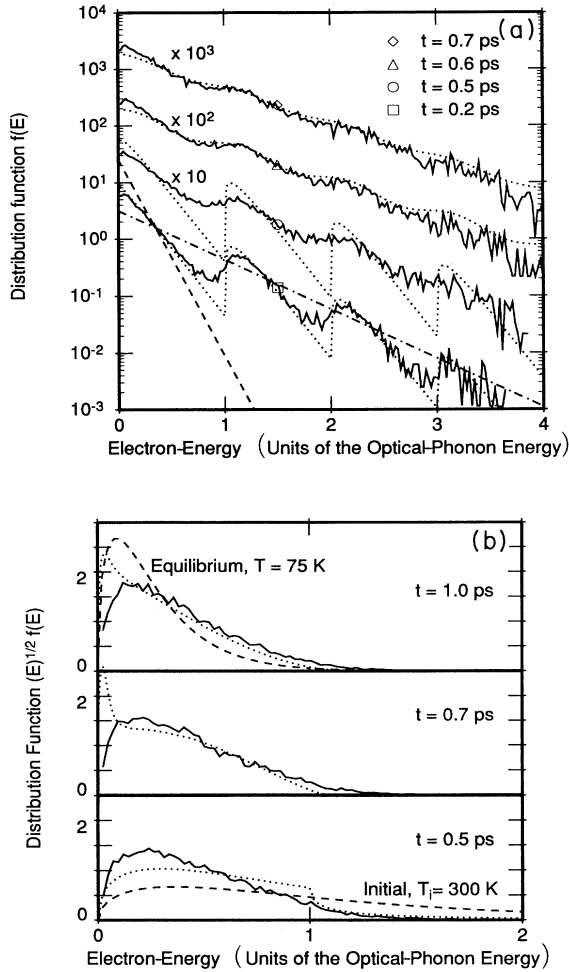 (a)
10⁴
10³
10²
10¹
10⁰
10⁻¹
10⁻²
10⁻³
Distribution function f(E)
x 10³
x 10²
x 10
t = 0.7 ps
t = 0.6 ps
t = 0.5 ps
t = 0.2 ps
0 1 2 3 4
Electron-Energy (Units of the Optical-Phonon Energy)
(b)
Distribution Function (E)¹/² f(E)
Equilibrium, T = 75 K
2
t = 1.0 ps
0
2
t = 0.7 ps
0
2
t = 0.5 ps
Initial, Tᵢ= 300 K
0
0 1 2
Electron-Energy (Units of the Optical-Phonon Energy)